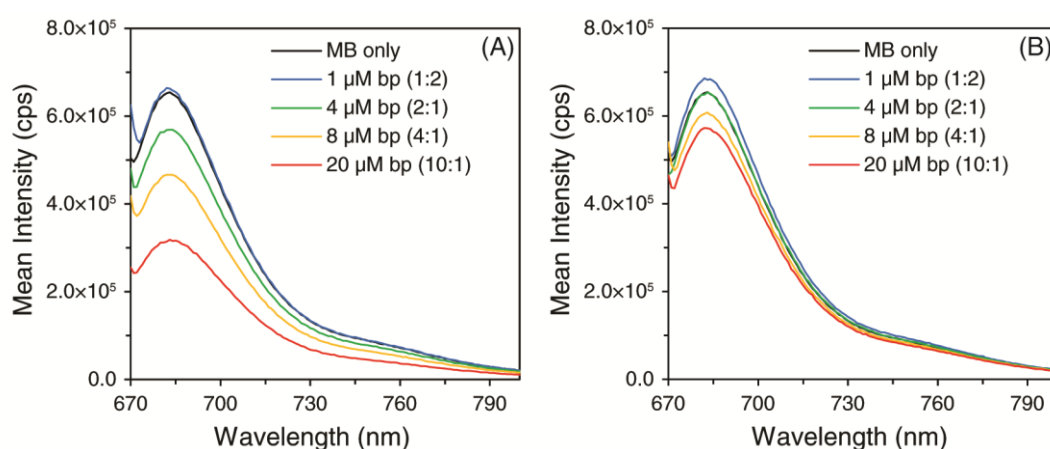 8.0×10⁵
6.0×10⁵
4.0×10⁵
2.0×10⁵
0.0
Mean Intensity (cps)
(A)
MB only
1 µM bp (1:2)
4 µM bp (2:1)
8 µM bp (4:1)
20 µM bp (10:1)
670 700 730 760 790
Wavelength (nm)
8.0×10⁵
6.0×10⁵
4.0×10⁵
2.0×10⁵
0.0
Mean Intensity (cps)
(B)
MB only
1 µM bp (1:2)
4 µM bp (2:1)
8 µM bp (4:1)
20 µM bp (10:1)
670 700 730 760 790
Wavelength (nm)